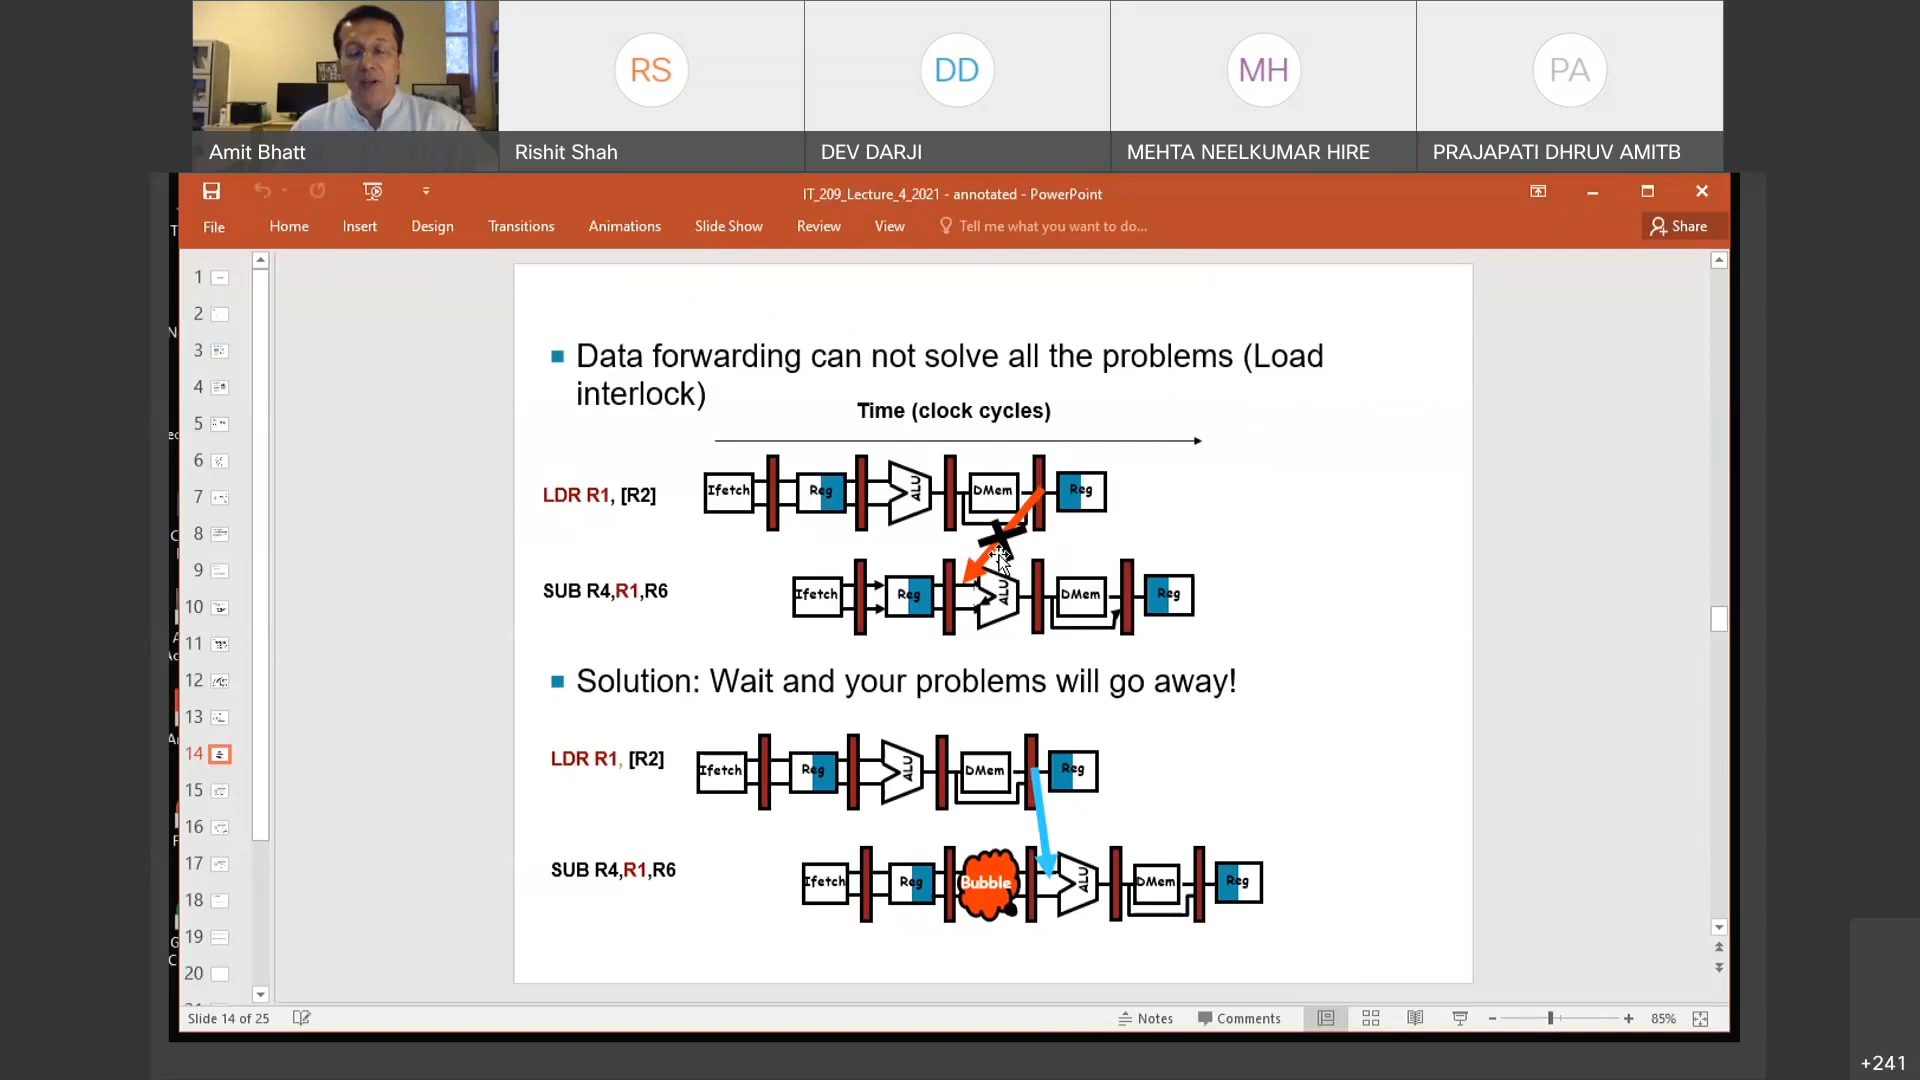 RS
DD
MH
PA
Amit Bhatt
Rishit Shah
DEV DARJI
MEHTA NEELKUMAR HIRE
PRAJAPATI DHRUV AMITB
IT_209_Lecture_4_2021 - annotated - PowerPoint
File Home Insert Design Transitions Animations Slide Show Review View Tell me what you want to do... Share
1
2
3
4
5
6
7
8
9
10
11
12
13
14
15
16
17
18
19
20
Data forwarding can not solve all the problems (Load
interlock)
Time (clock cycles)
LDR R1, [R2] Ifetch Reg ALU DMem Reg
SUB R4,R1,R6 Ifetch Reg ALU DMem Reg
Solution: Wait and your problems will go away!
LDR R1, [R2] Ifetch Reg ALU DMem Reg
SUB R4,R1,R6 Ifetch Reg Bubble ALU DMem Reg
Slide 14 of 25 Notes Comments 85%
+241